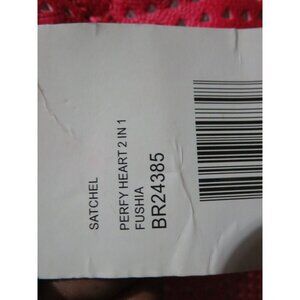 SATCHEL
PERFY HEART 2 IN 1
FUSHIA
BR24385